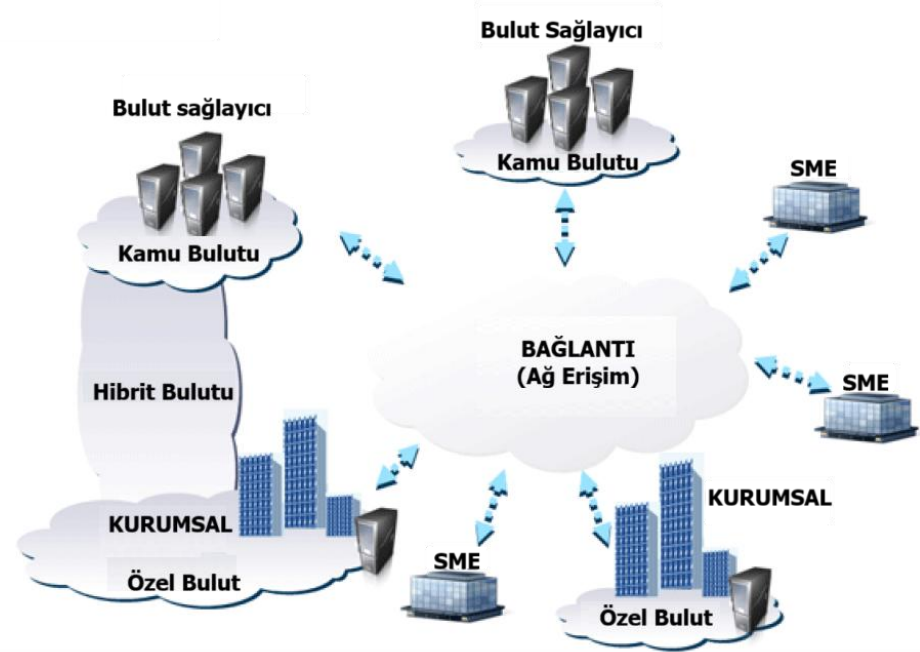 Bulut Sağlayıcı
Kamu Bulutu
Bulut sağlayıcı
Kamu Bulutu
SME
BAĞLANTI
(Ağ Erişim)
SME
Hibrit Bulutu
KURUMSAL
Özel Bulut
SME
KURUMSAL
Özel Bulut